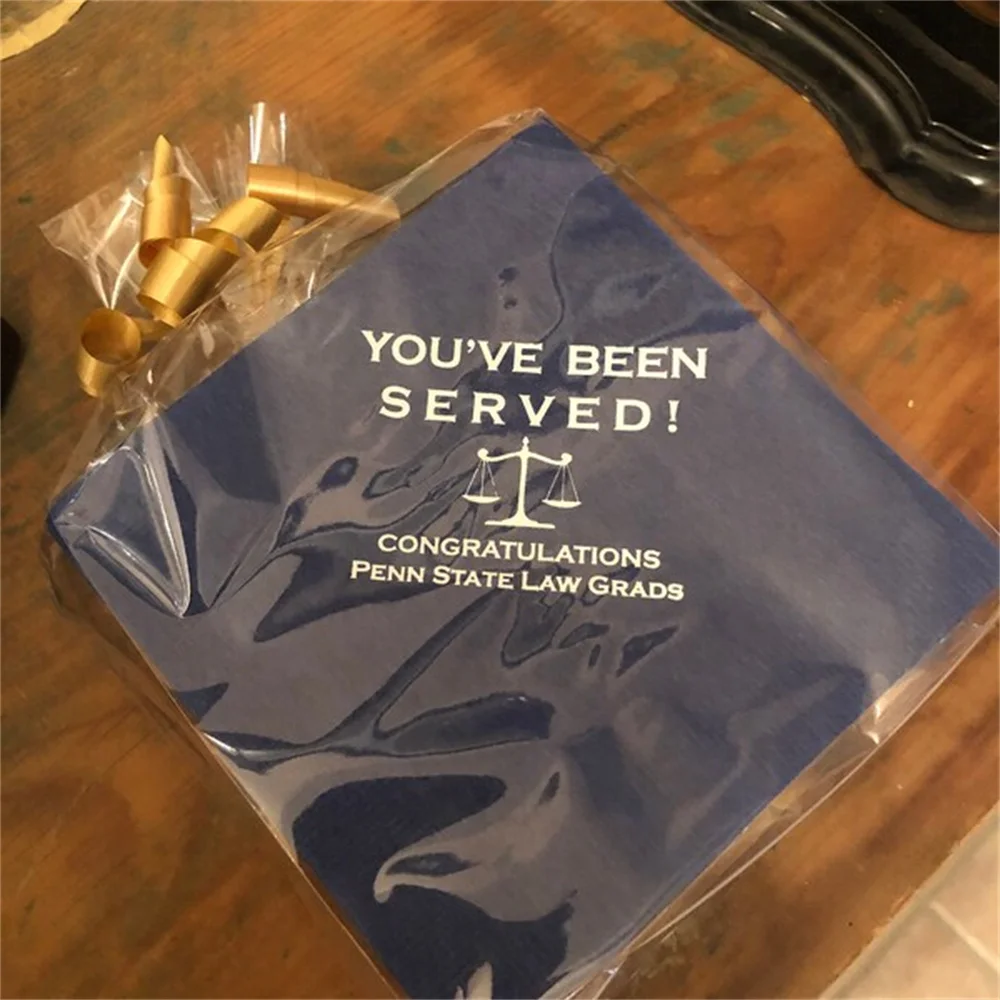 YOU'VE BEEN
SERVED!
CONGRATULATIONS
PENN STATE LAW GRADS